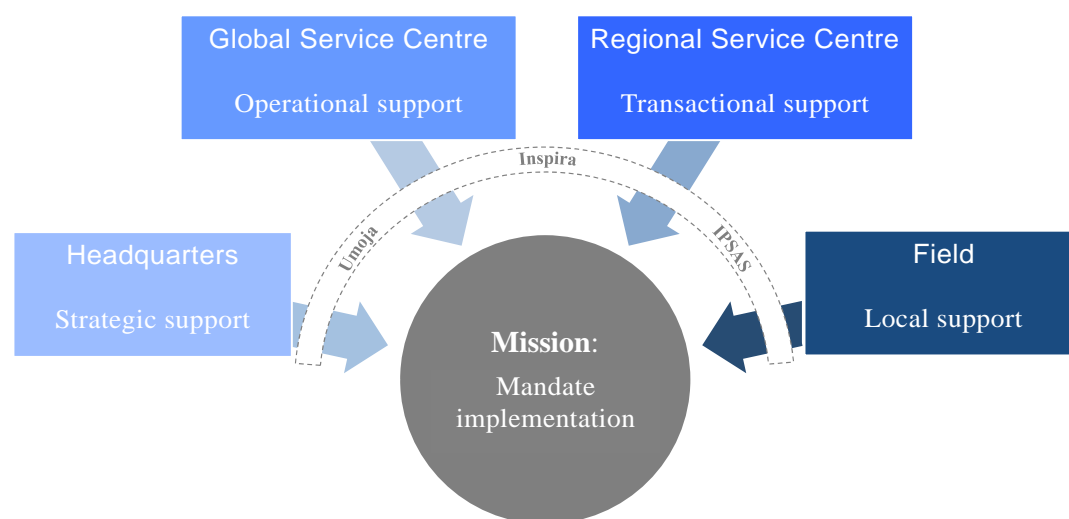 Global Service Centre
Operational support
Regional Service Centre
Transactional support
Inspira
Umoja
IPSAS
Headquarters
Strategic support
Field
Local support
Mission:
Mandate
implementation